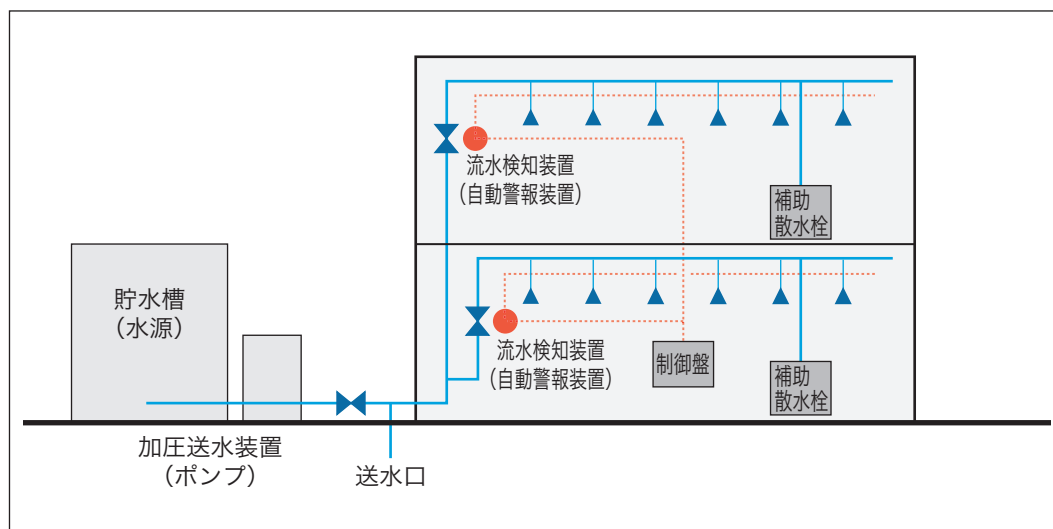 流水検知装置
（自動警報装置）
補助
散水栓
貯水槽
（水源）
流水検知装置
（自動警報装置）
制御盤
補助
散水栓
加圧送水装置
（ポンプ）
送水口